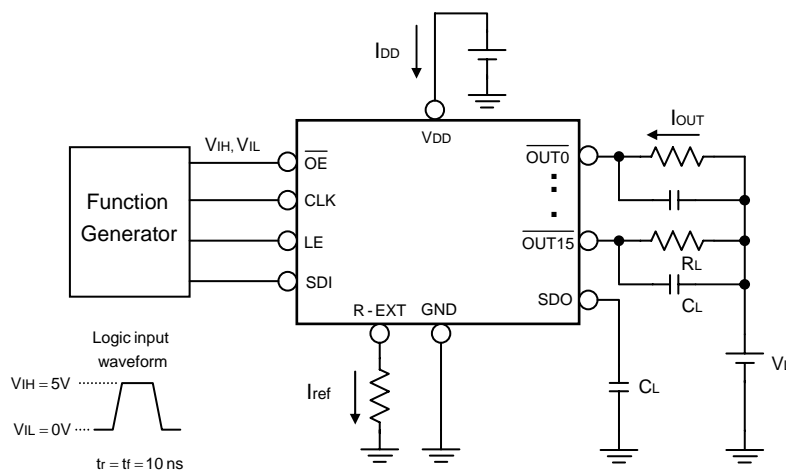 IDD
VDD
VIH, VIL
IOUT
Function
Generator
OE
CLK
LE
SDI
OUT0
OUT15
RL
CL
SDO
R-EXT
GND
Logic input
waveform
VIH = 5V
VIL = 0V
tr = tf = 10 ns
Iref
CL